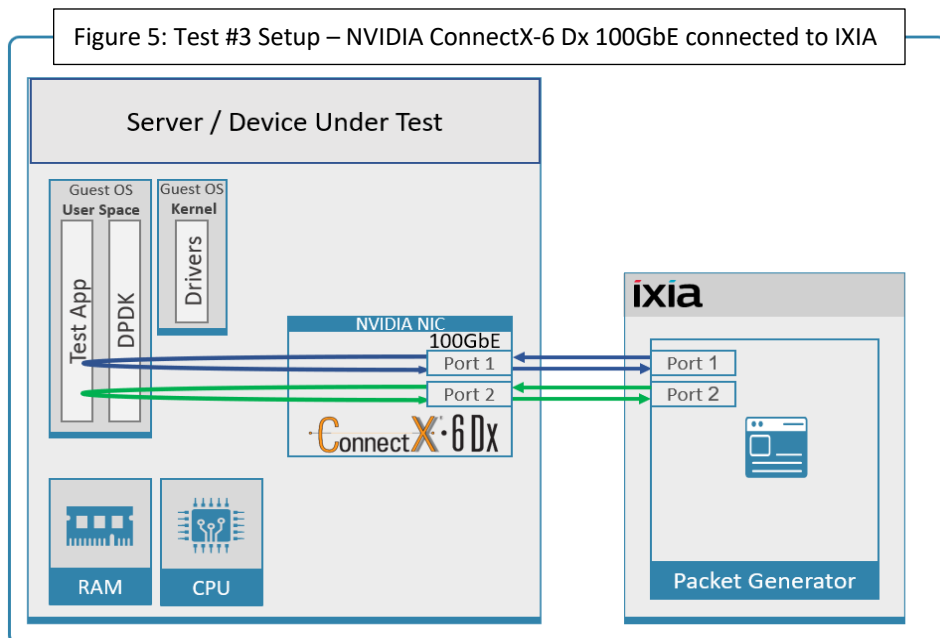 Figure 5: Test #3 Setup – NVIDIA ConnectX-6 Dx 100GbE connected to IXIA
Server / Device Under Test
Guest OS
User Space
Test App
DPDK
Guest OS
Kernel
Drivers
NVIDIA NIC
100GbE
Port 1
Port 2
ConnectX·6 Dx
ixia
Port 1
Port 2
Packet Generator
RAM
CPU